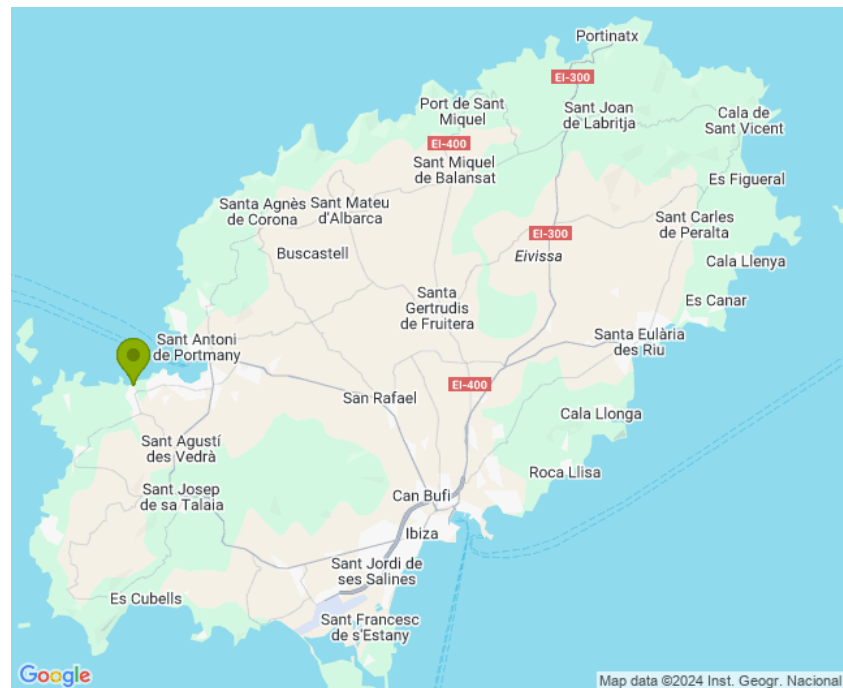 Portinatx
EI-300
Port de Sant
Miquel
Sant Joan
de Labritja
Cala de
Sant Vicent
EI-400
Sant Miquel
de Balansat
Es Figueral
Santa Agnès
de Corona
Sant Mateu
d'Albarca
Sant Carles
de Peralta
EI-300
Buscastell
Eivissa
Cala Llenya
Santa
Gertrudis
de Fruitera
Es Canar
Sant Antoni
de Portmany
Santa Eulària
des Riu
EI-400
San Rafael
Cala Llonga
Sant Agustí
des Vedrà
Roca Llisa
Sant Josep
de sa Talaia
Can Bufí
Ibiza
Sant Jordi de
ses Salines
Es Cubells
Sant Francesc
de s'Estany
Google
Map data ©2024 Inst. Geogr. Nacional